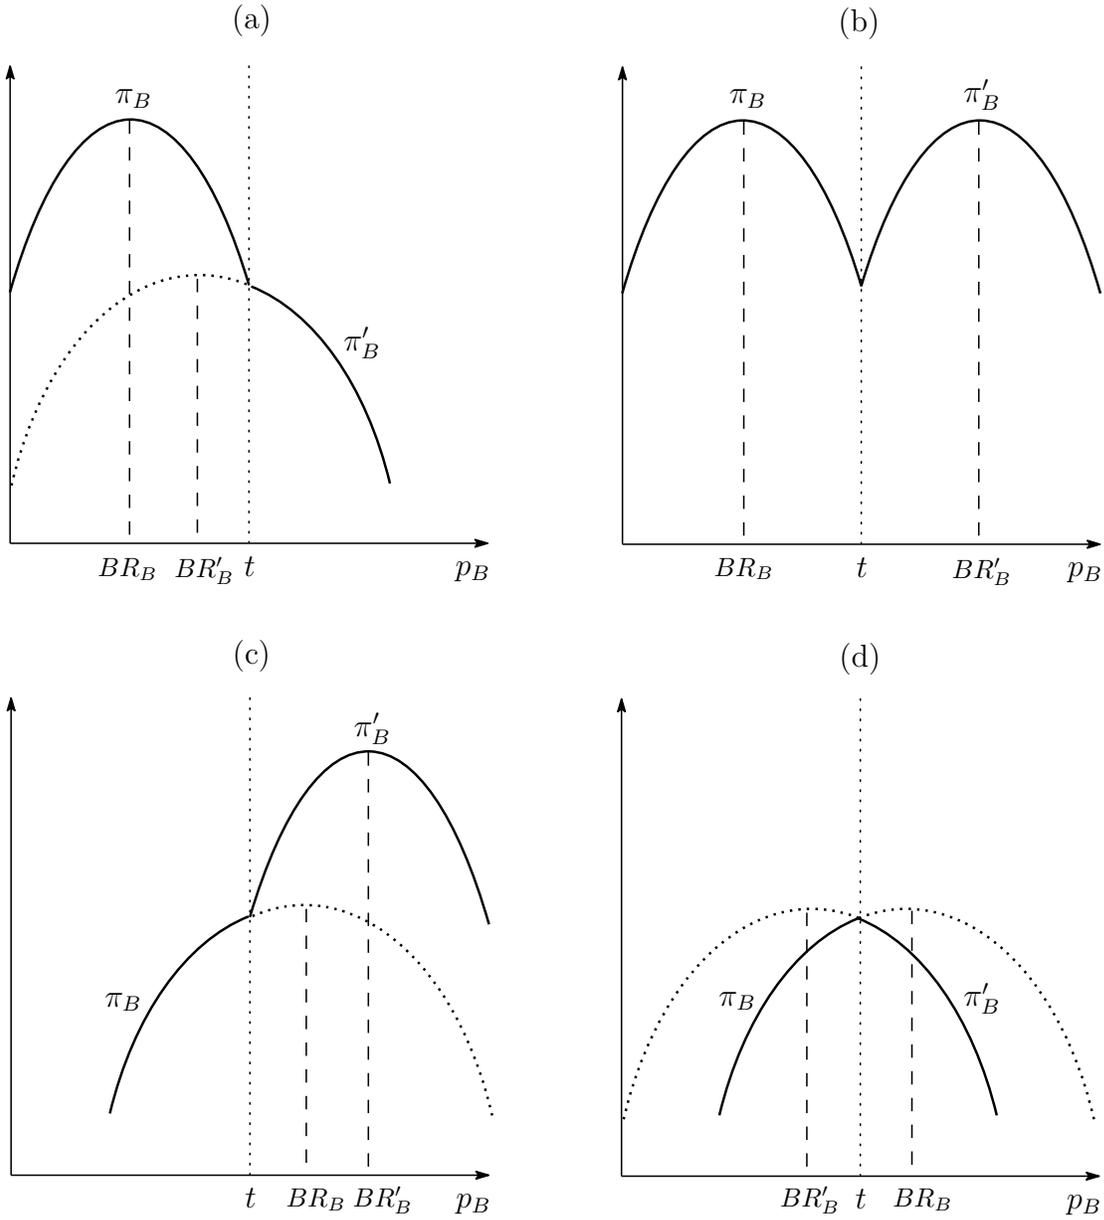 (a)
(b)
π_B
π_B
π′_B
π′_B
BR_B BR′_B t p_B
BR_B t BR′_B p_B
(c)
(d)
π′_B
π_B
π_B
π′_B
t BR_B BR′_B p_B
BR′_B t BR_B p_B